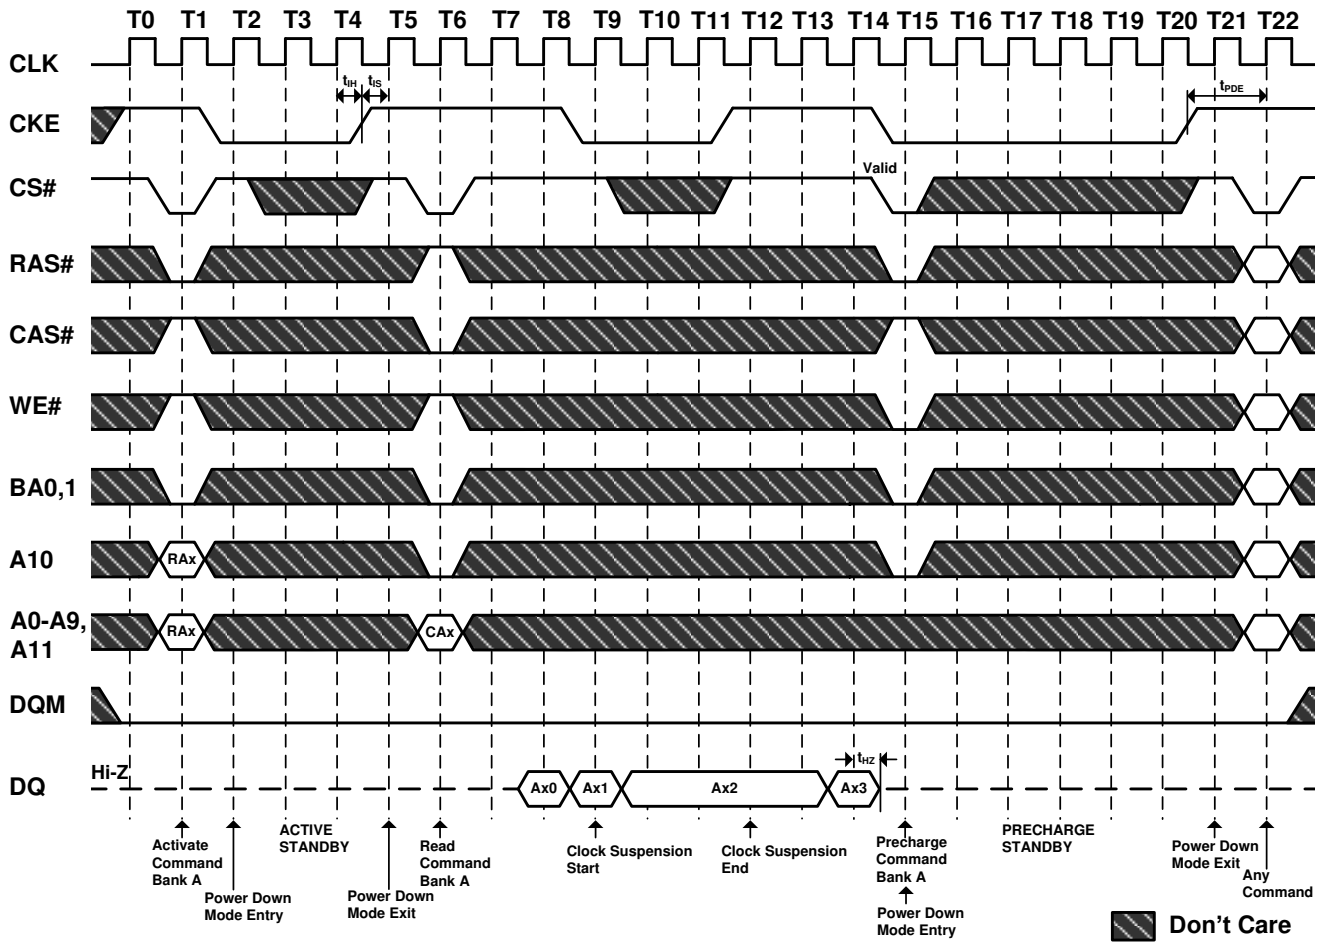 T0 T1 T2 T3 T4 T5 T6 T7 T8 T9 T10 T11 T12 T13 T14 T15 T16 T17 T18 T19 T20 T21 T22
CLK
tIH tIS
tPDE
CKE
Valid
CS#
RAS#
CAS#
WE#
BA0,1
A10
RAx
A0-A9,
A11
RAx
CAx
DQM
Hi-Z
tHZ
DQ
Ax0
Ax1
Ax2
Ax3
Activate
Command
Bank A
Power Down
Mode Entry
ACTIVE
STANDBY
Power Down
Mode Exit
Read
Command
Bank A
Clock Suspension
Start
Clock Suspension
End
Precharge
Command
Bank A
Power Down
Mode Entry
PRECHARGE
STANDBY
Power Down
Mode Exit
Any
Command
Don't Care